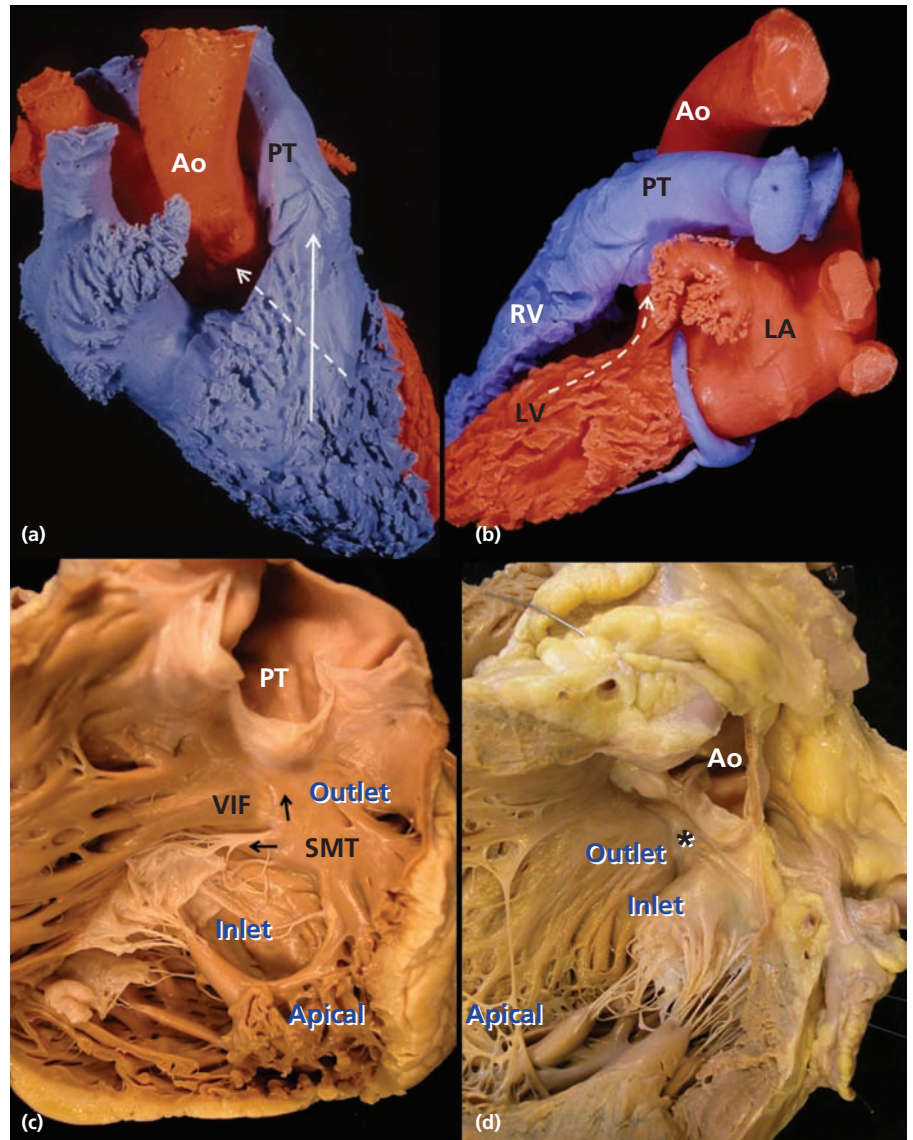 Ao
PT
(a)
Ao
PT
RV
LA
LV
(b)
PT
VIF
Outlet
SMT
Inlet
Apical
(c)
Ao
*
Outlet
Inlet
Apical
(d)